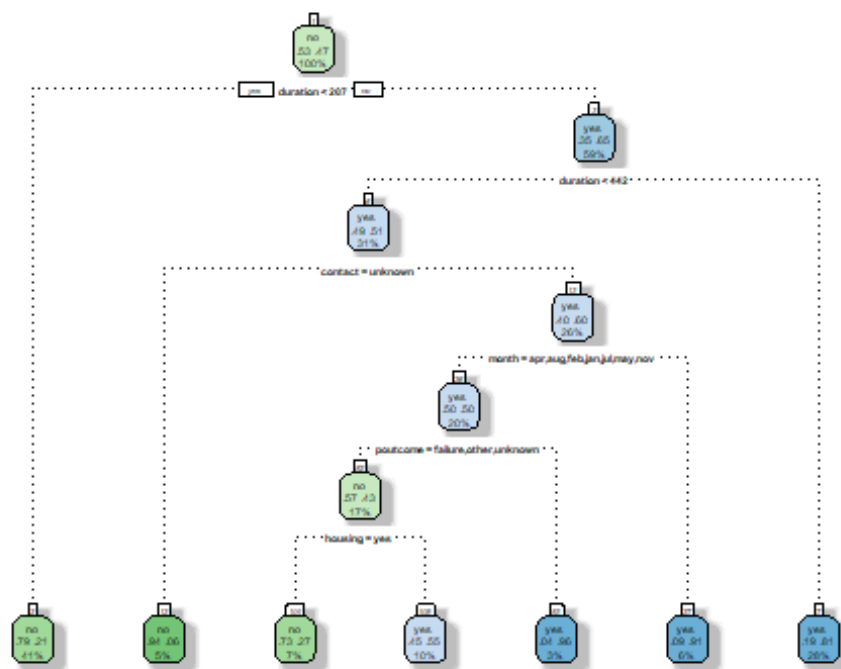 no
.53 .47
100%
yes duration < 207 no
yes
.35 .65
59%
duration < 442
yes
.49 .51
31%
contact = unknown
yes
.40 .60
26%
month = apr,aug,feb,jan,jul,may,nov
yes
.50 .50
20%
poutcome = failure,other,unknown
no
.57 .43
17%
housing = yes
no
.79 .21
41%
no
.94 .06
5%
no
.73 .27
7%
yes
.45 .55
10%
yes
.96
3%
yes
.09 .91
6%
yes
.19 .81
28%